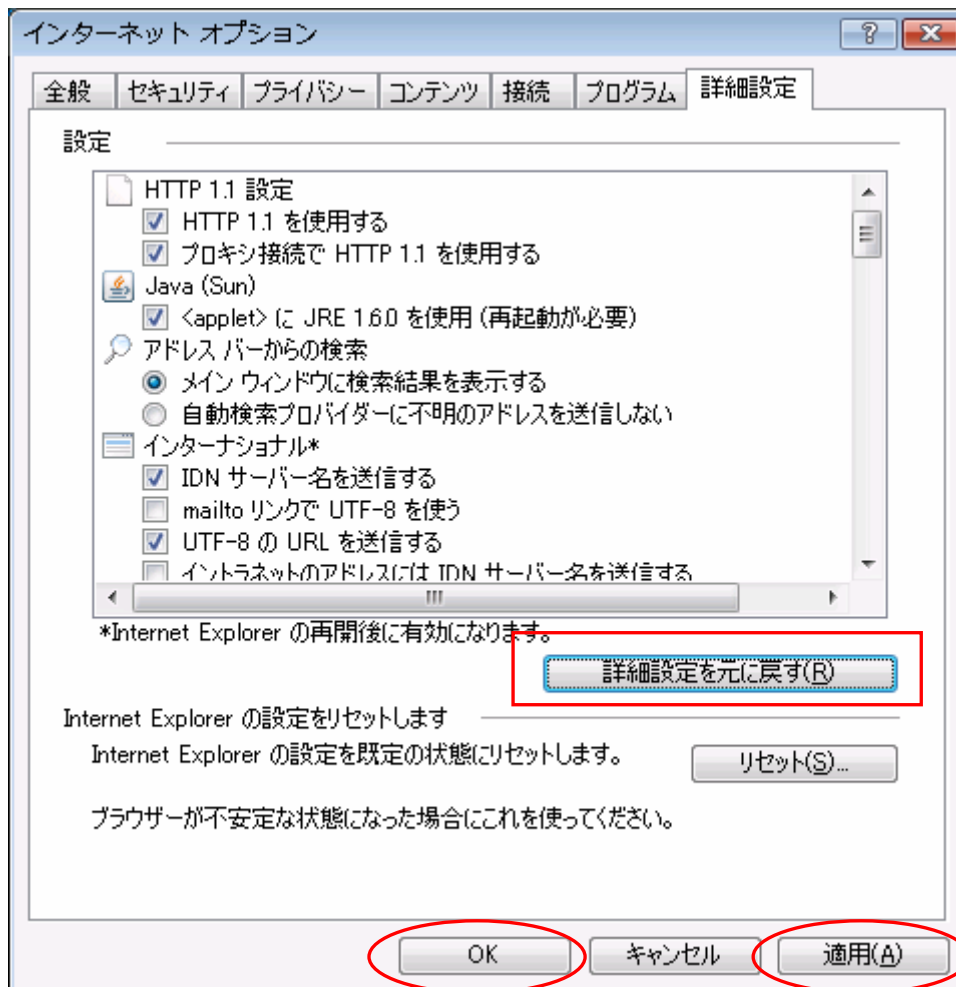 インターネット オプション
全般 セキュリティ プライバシー コンテンツ 接続 プログラム 詳細設定
設定
HTTP 1.1 設定
HTTP 1.1 を使用する
プロキシ接続で HTTP 1.1 を使用する
Java (Sun)
<applet> に JRE 1.6.0 を使用 (再起動が必要)
アドレス バーからの検索
メイン ウィンドウに検索結果を表示する
自動検索プロバイダーに不明のアドレスを送信しない
インターナショナル*
IDN サーバー名を送信する
mailto リンクで UTF-8 を使う
UTF-8 の URL を送信する
イントラネットのアドレスには IDN サーバー名を送信する
*Internet Explorer の再開後に有効になります。
詳細設定を元に戻す(R)
Internet Explorer の設定をリセットします
Internet Explorer の設定を既定の状態にリセットします。
リセット(S)...
ブラウザーが不安定な状態になった場合にこれを使ってください。
OK キャンセル 適用(A)